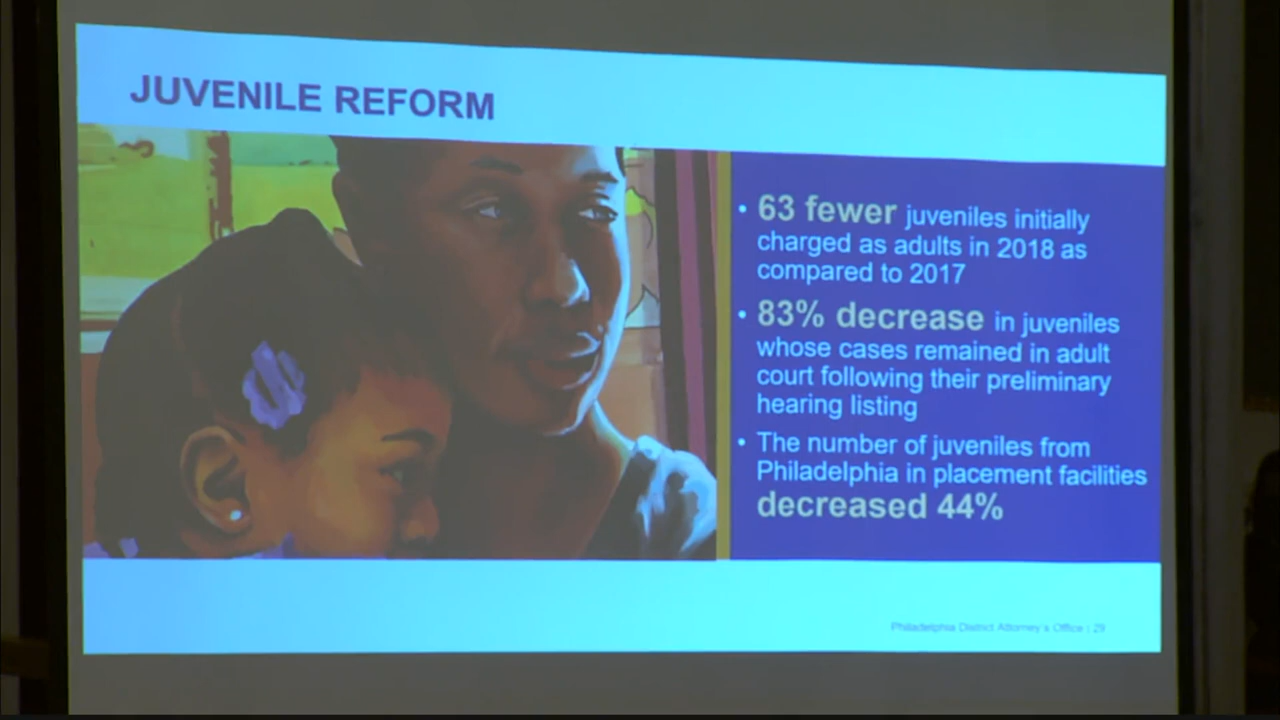 JUVENILE REFORM
• 63 fewer juveniles initially
charged as adults in 2018 as
compared to 2017
• 83% decrease in juveniles
whose cases remained in adult
court following their preliminary
hearing listing
• The number of juveniles from
Philadelphia in placement facilities
decreased 44%
Philadelphia District Attorney's Office | 29